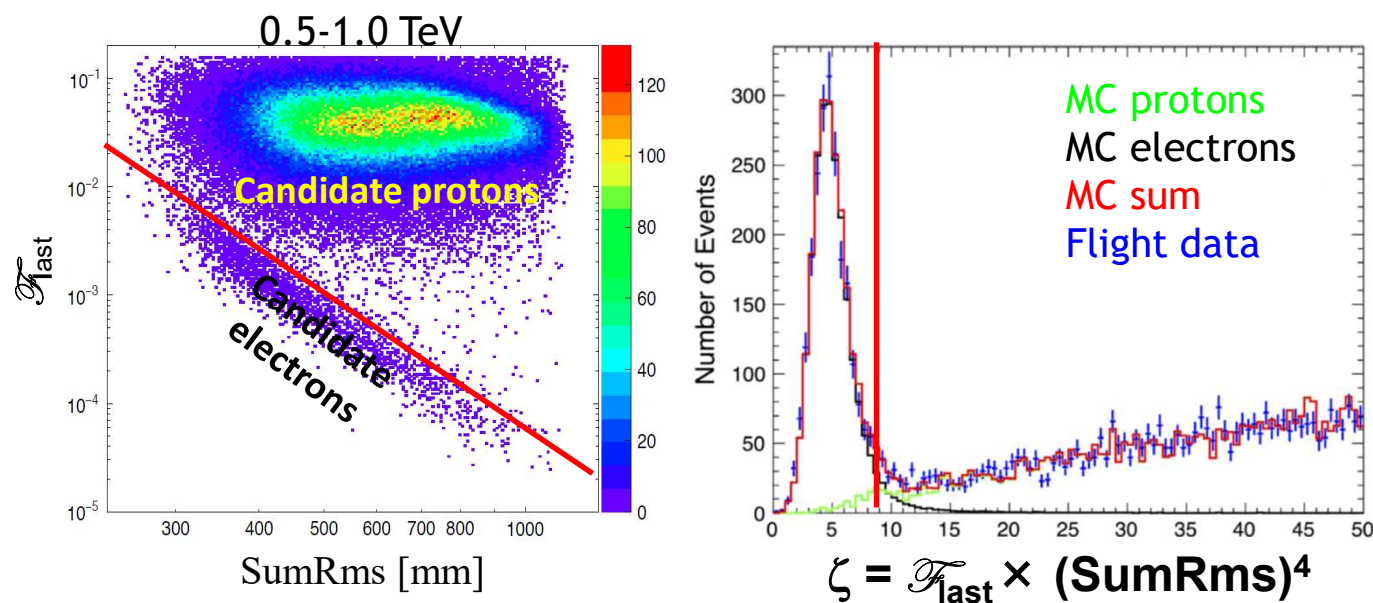 0.5-1.0 TeV
10⁻¹
10⁻²
10⁻³
10⁻⁴
10⁻⁵
ℱlast
Candidate protons
Candidate
electrons
300 400 500 600 700 800 1000
SumRms [mm]
120
100
80
60
40
20
0
Number of Events
300
250
200
150
100
50
0
MC protons
MC electrons
MC sum
Flight data
0 5 10 15 20 25 30 35 40 45 50
ζ = ℱlast × (SumRms)⁴